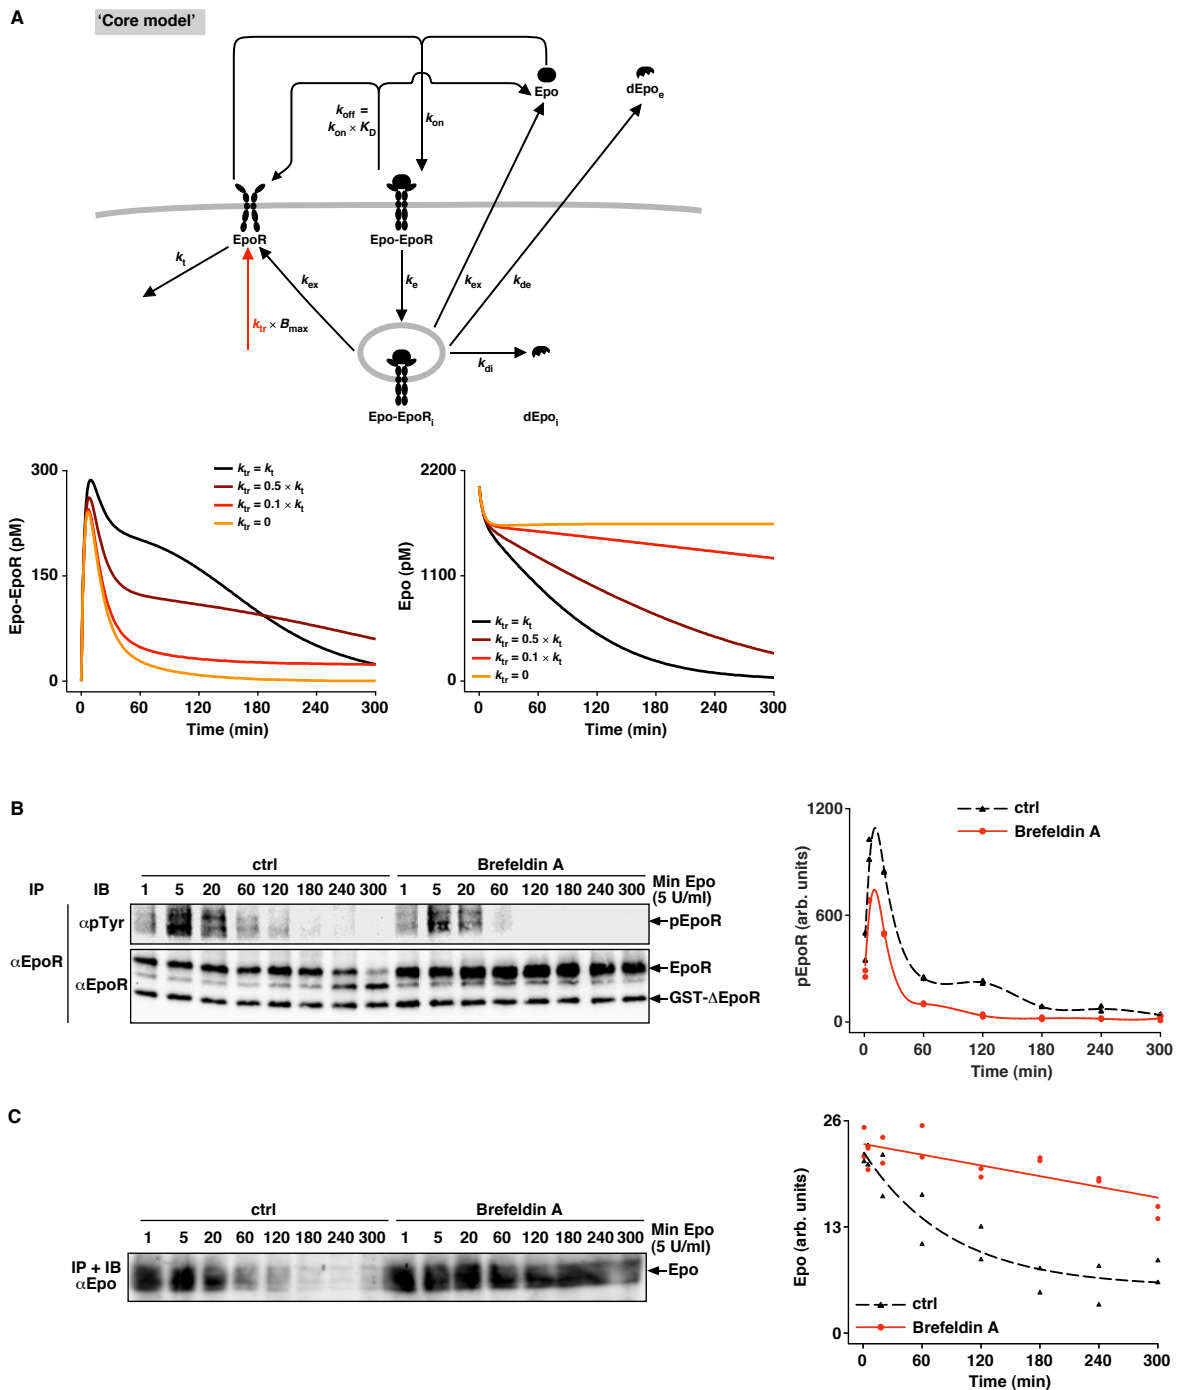 A
'Core model'
Epo
dEpoe
koff =
kon × KD
kon
EpoR
Epo-EpoR
kt
kex
ke
kex
kde
ktr × Bmax
kdi
Epo-EpoRi
dEpoi
300
150
0
Epo-EpoR (pM)
ktr = kt
ktr = 0.5 × kt
ktr = 0.1 × kt
ktr = 0
0 60 120 180 240 300
Time (min)
2200
1100
0
Epo (pM)
ktr = kt
ktr = 0.5 × kt
ktr = 0.1 × kt
ktr = 0
0 60 120 180 240 300
Time (min)
B
ctrl Brefeldin A
IP IB 1 5 20 60 120 180 240 300 1 5 20 60 120 180 240 300 Min Epo
(5 U/ml)
αpTyr pEpoR
αEpoR
αEpoR EpoR
GST-ΔEpoR
1200
600
0
pEpoR (arb. units)
ctrl
Brefeldin A
0 60 120 180 240 300
Time (min)
C
ctrl Brefeldin A
1 5 20 60 120 180 240 300 1 5 20 60 120 180 240 300 Min Epo
(5 U/ml)
IP + IB
αEpo
Epo
26
13
0
Epo (arb. units)
ctrl
Brefeldin A
0 60 120 180 240 300
Time (min)